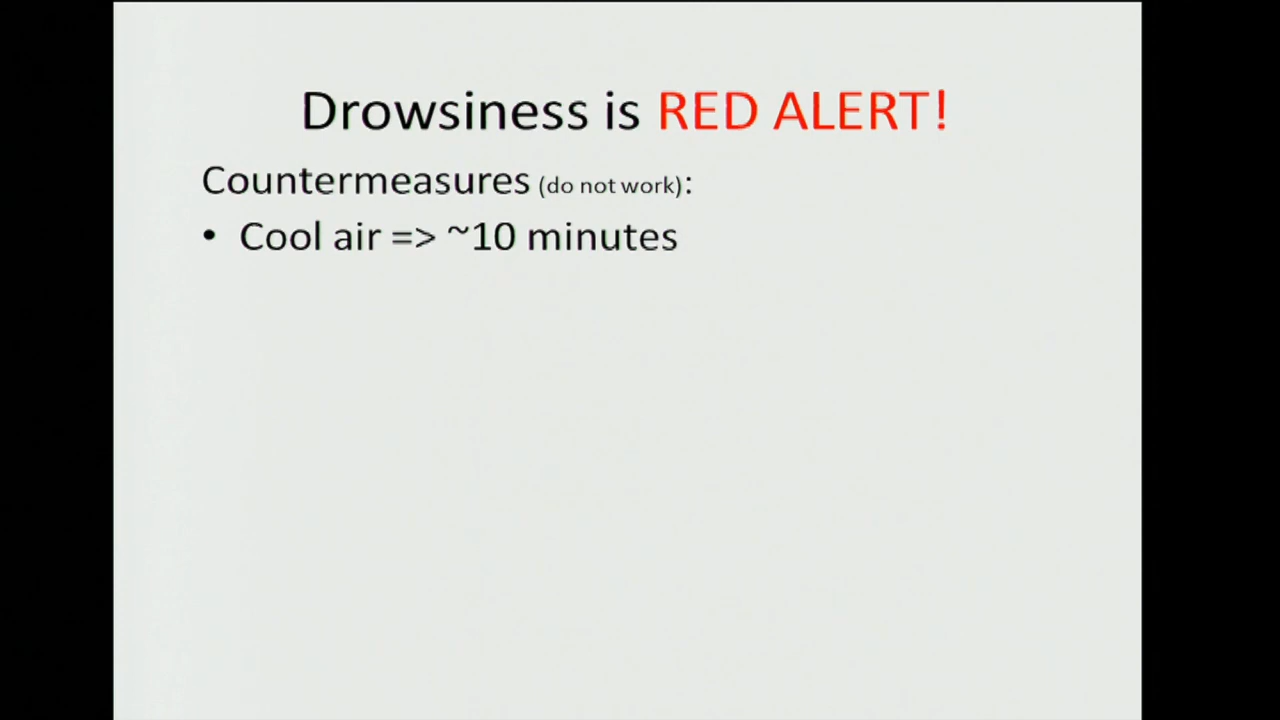 Drowsiness is RED ALERT!
Countermeasures (do not work):
• Cool air => ~10 minutes